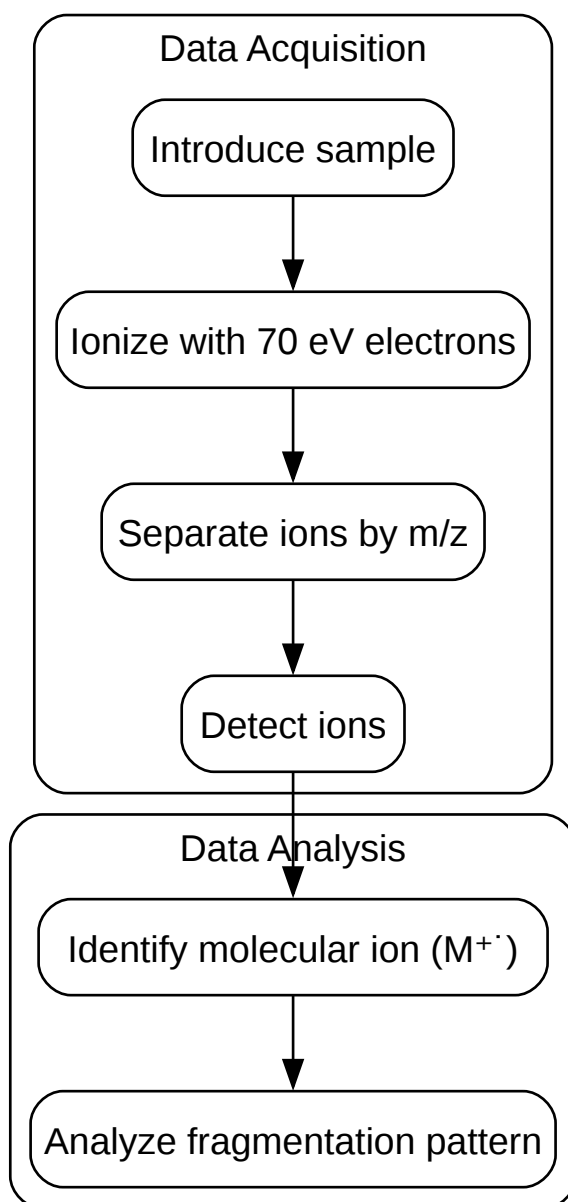 Data Acquisition
Introduce sample
Ionize with 70 eV electrons
Separate ions by m/z
Detect ions
Data Analysis
Identify molecular ion (M⁺˙)
Analyze fragmentation pattern